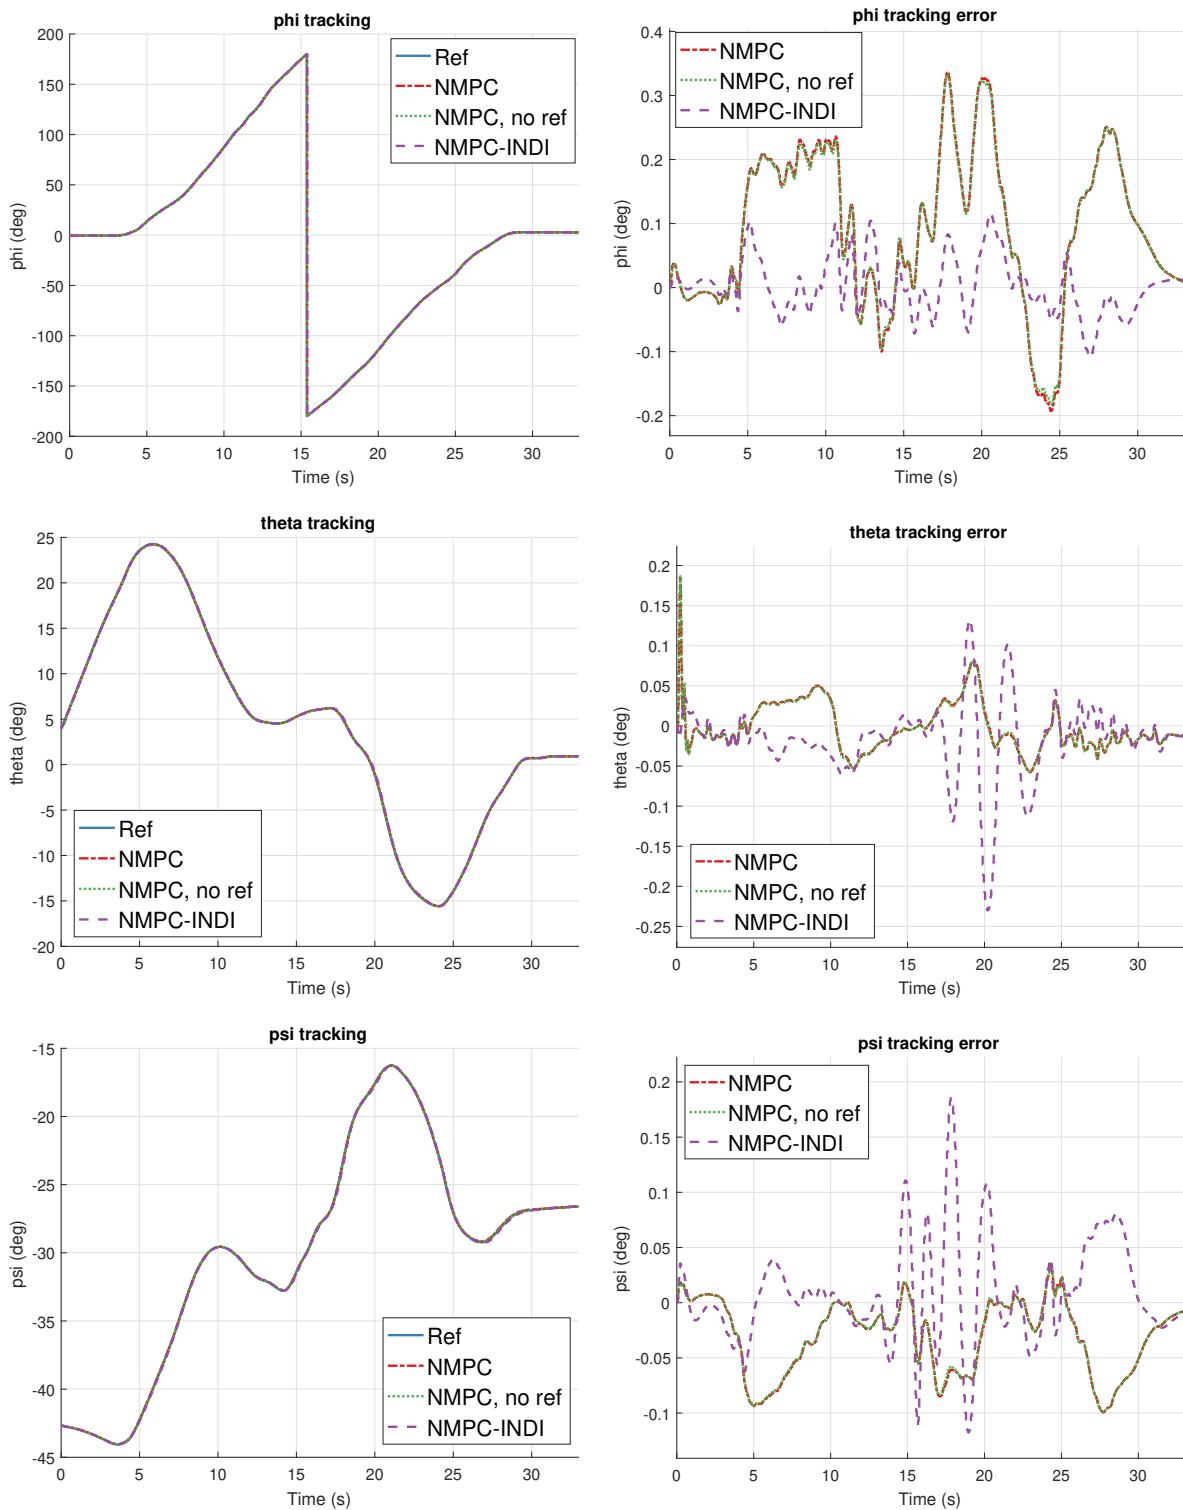 phi tracking
200
150
100
50
0
-50
-100
-150
-200
phi (deg)
0 5 10 15 20 25 30
Time (s)
Ref
NMPC
NMPC, no ref
NMPC-INDI
phi tracking error
0.4
0.3
0.2
0.1
0
-0.1
-0.2
phi (deg)
0 5 10 15 20 25 30
Time (s)
NMPC
NMPC, no ref
NMPC-INDI
theta tracking
25
20
15
10
5
0
-5
-10
-15
-20
theta (deg)
0 5 10 15 20 25 30
Time (s)
Ref
NMPC
NMPC, no ref
NMPC-INDI
theta tracking error
0.2
0.15
0.1
0.05
0
-0.05
-0.1
-0.15
-0.2
-0.25
theta (deg)
0 5 10 15 20 25 30
Time (s)
NMPC
NMPC, no ref
NMPC-INDI
psi tracking
-15
-20
-25
-30
-35
-40
-45
psi (deg)
0 5 10 15 20 25 30
Time (s)
Ref
NMPC
NMPC, no ref
NMPC-INDI
psi tracking error
0.2
0.15
0.1
0.05
0
-0.05
-0.1
psi (deg)
0 5 10 15 20 25 30
Time (s)
NMPC
NMPC, no ref
NMPC-INDI